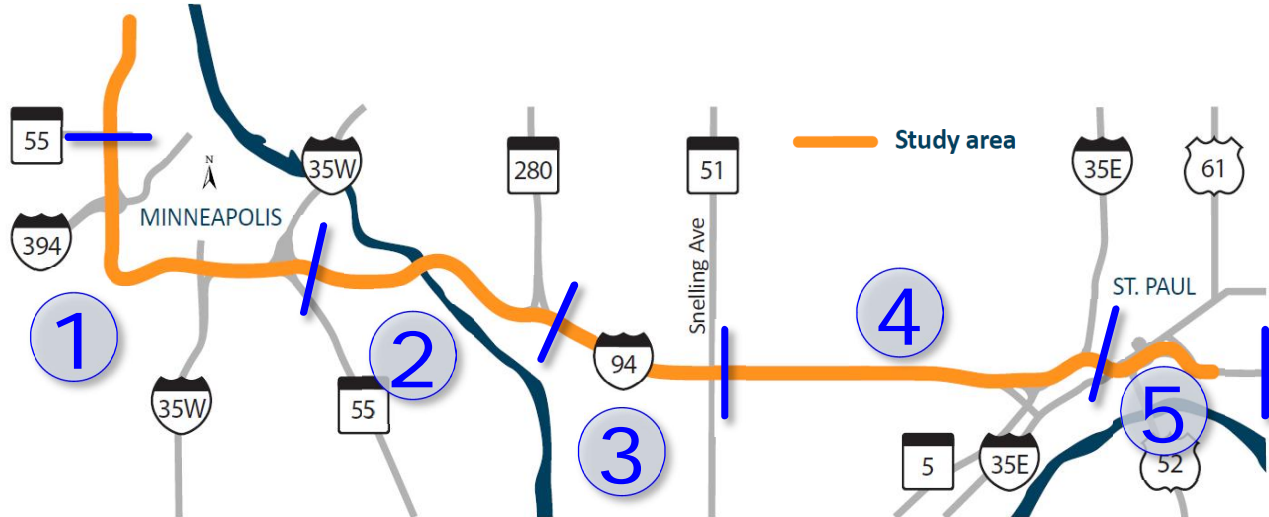 55
394
N
MINNEAPOLIS
1
35W
35W
2
55
280
94
3
51
Snelling Ave
Study area
4
35E
61
ST. PAUL
5
5
35E
52